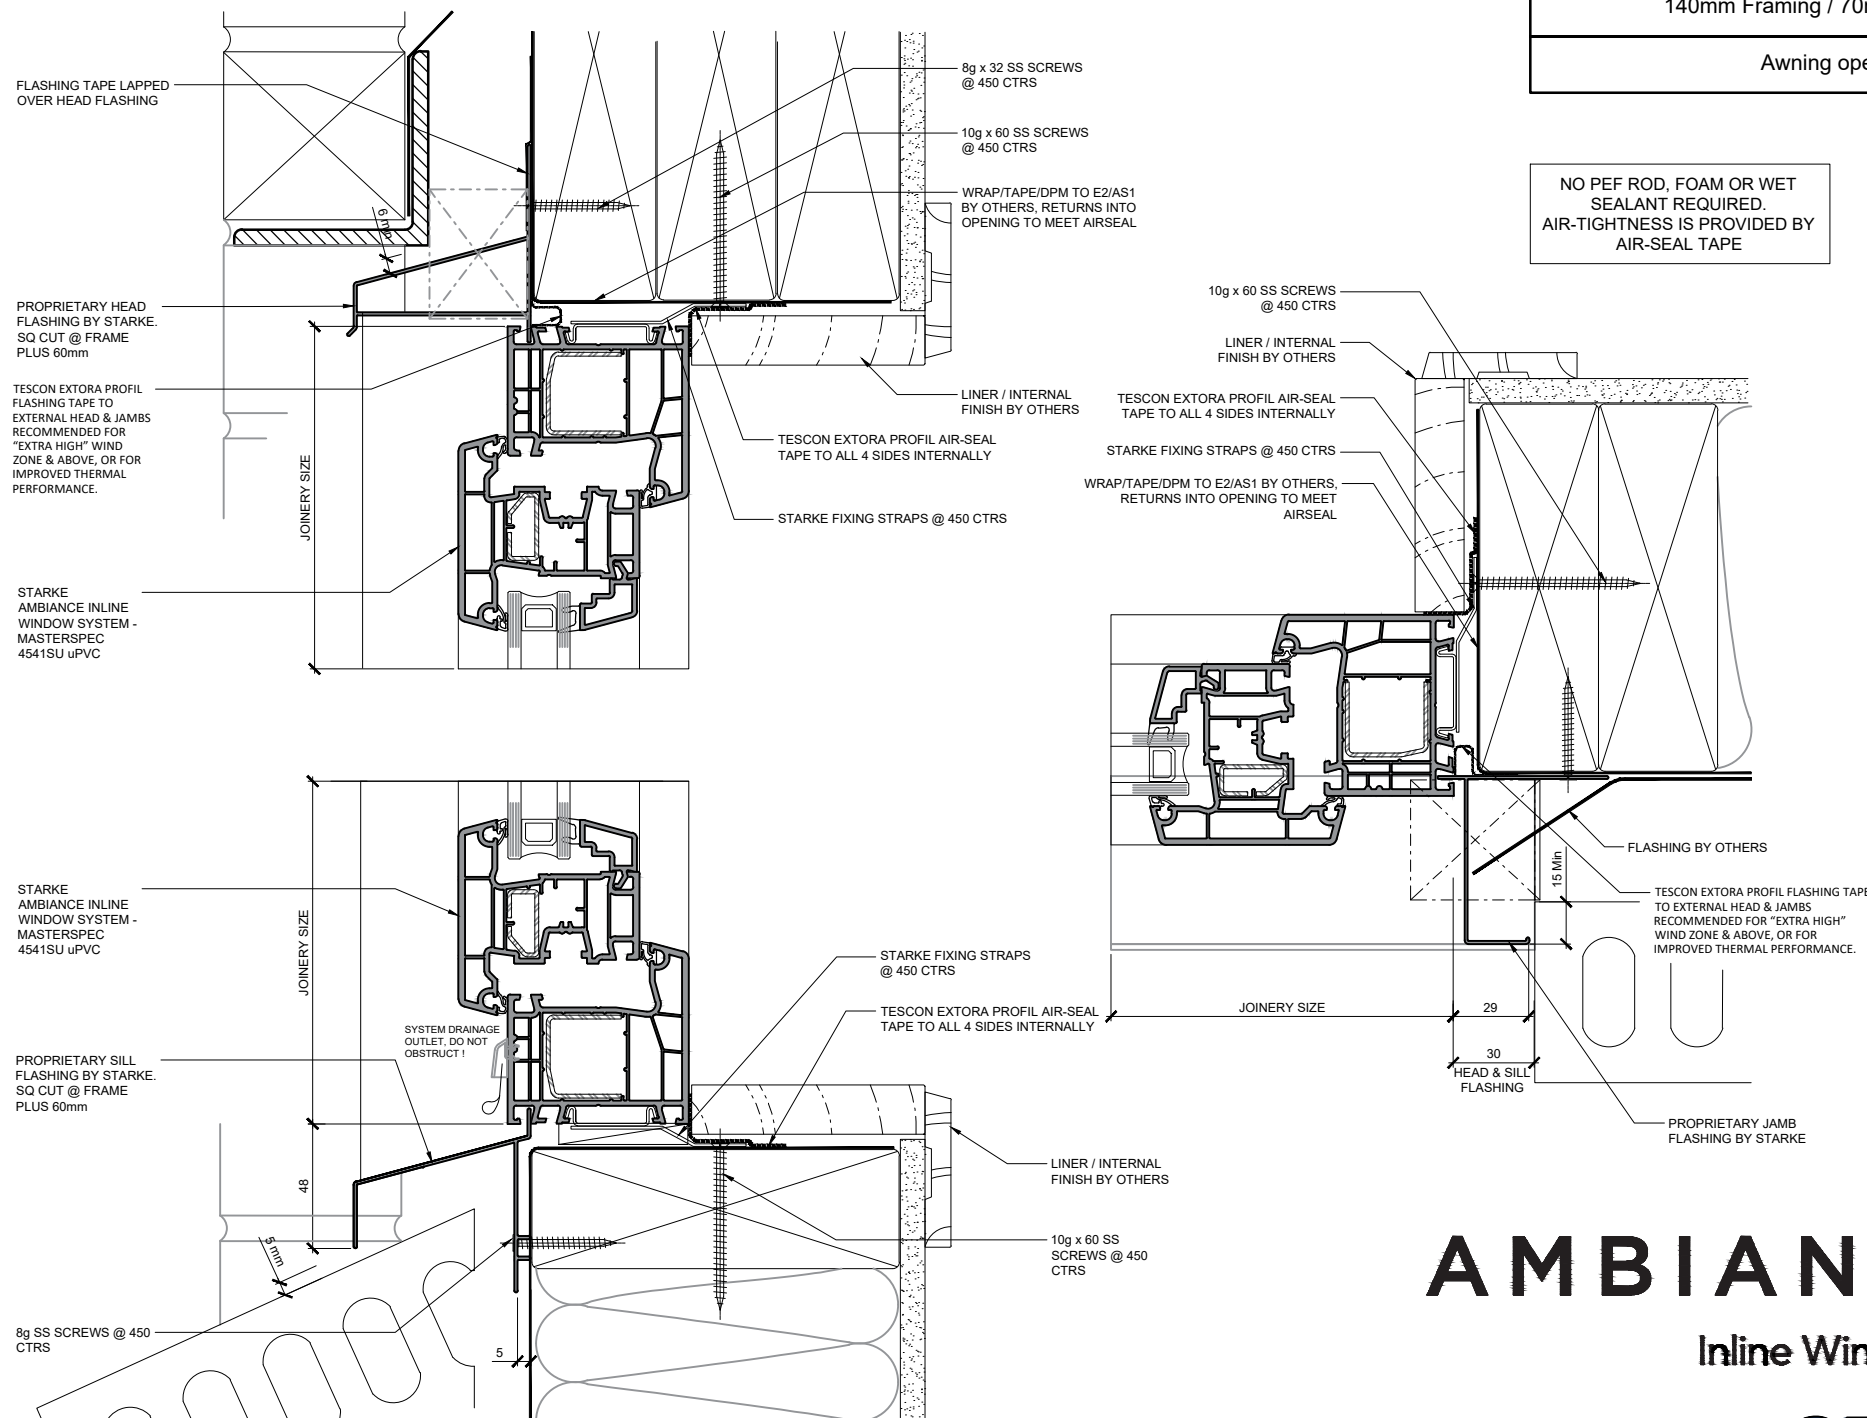 140mm Framing /
Awning
NO PEF ROD, FOAM OR WET
SEALANT REQUIRED.
AIR-TIGHTNESS IS PROVIDED BY
AIR-SEAL TAPE
FLASHING TAPE LAPPED
OVER HEAD FLASHING
8g x 32 SS SCREWS
@ 450 CTRS
10g x 60 SS SCREWS
@ 450 CTRS
WRAP/TAPE/DPM TO E2/AS1
BY OTHERS, RETURNS INTO
OPENING TO MEET AIRSEAL
6 mm
PROPRIETARY HEAD
FLASHING BY STARKE.
SQ CUT @ FRAME
PLUS 60mm
TESCON EXTORA PROFIL
FLASHING TAPE TO
EXTERNAL HEAD & JAMBS
RECOMMENDED FOR
“EXTRA HIGH” WIND
ZONE & ABOVE, OR FOR
IMPROVED THERMAL
PERFORMANCE.
JOINERY SIZE
LINER / INTERNAL
FINISH BY OTHERS
TESCON EXTORA PROFIL AIR-SEAL
TAPE TO ALL 4 SIDES INTERNALLY
STARKE FIXING STRAPS @ 450 CTRS
STARKE
AMBIANCE INLINE
WINDOW SYSTEM -
MASTERSPEC
4541SU uPVC
10g x 60 SS SCREWS
@ 450 CTRS
LINER / INTERNAL
FINISH BY OTHERS
TESCON EXTORA PROFIL AIR-SEAL
TAPE TO ALL 4 SIDES INTERNALLY
STARKE FIXING STRAPS @ 450 CTRS
WRAP/TAPE/DPM TO E2/AS1 BY OTHERS,
RETURNS INTO OPENING TO MEET
AIRSEAL
FLASHING BY OTHERS
15 Min
TESCON EXTORA PROFIL FLASHING TAPE
TO EXTERNAL HEAD & JAMBS
RECOMMENDED FOR “EXTRA HIGH”
WIND ZONE & ABOVE, OR FOR
IMPROVED THERMAL PERFORMANCE.
JOINERY SIZE
29
30
HEAD & SILL
FLASHING
PROPRIETARY JAMB
FLASHING BY STARKE
STARKE
AMBIANCE INLINE
WINDOW SYSTEM -
MASTERSPEC
4541SU uPVC
JOINERY SIZE
STARKE FIXING STRAPS
@ 450 CTRS
TESCON EXTORA PROFIL AIR-SEAL
TAPE TO ALL 4 SIDES INTERNALLY
SYSTEM DRAINAGE
OUTLET, DO NOT
OBSTRUCT !
PROPRIETARY SILL
FLASHING BY STARKE.
SQ CUT @ FRAME
PLUS 60mm
48
LINER / INTERNAL
FINISH BY OTHERS
5 mm
10g x 60 SS
SCREWS @ 450
CTRS
8g SS SCREWS @ 450
CTRS
5
AMBIAN
Inline